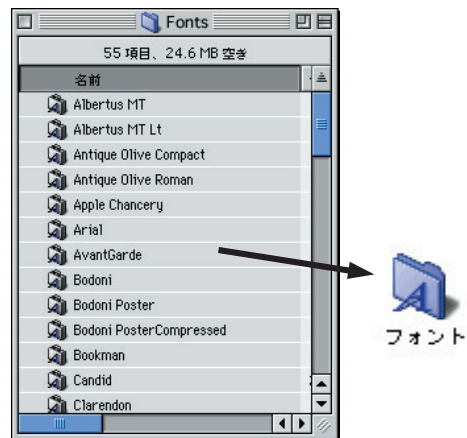 Fonts
55 項目、24.6 MB 空き
名前
Albertus MT
Albertus MT Lt
Antique Olive Compact
Antique Olive Roman
Apple Chancery
Arial
AvantGarde
Bodoni
Bodoni Poster
Bodoni PosterCompressed
Bookman
Candid
Clarendon
フォント